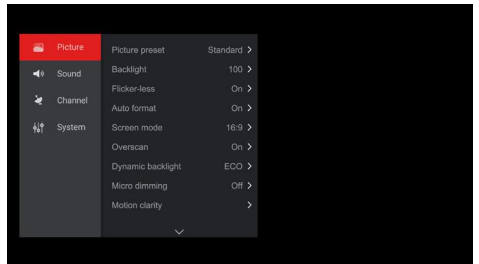 Picture
Sound
Channel
System
Picture preset Standard
Backlight 100
Flicker-less On
Auto format On
Screen mode 16:9
Overscan On
Dynamic backlight ECO
Micro dimming Off
Motion clarity